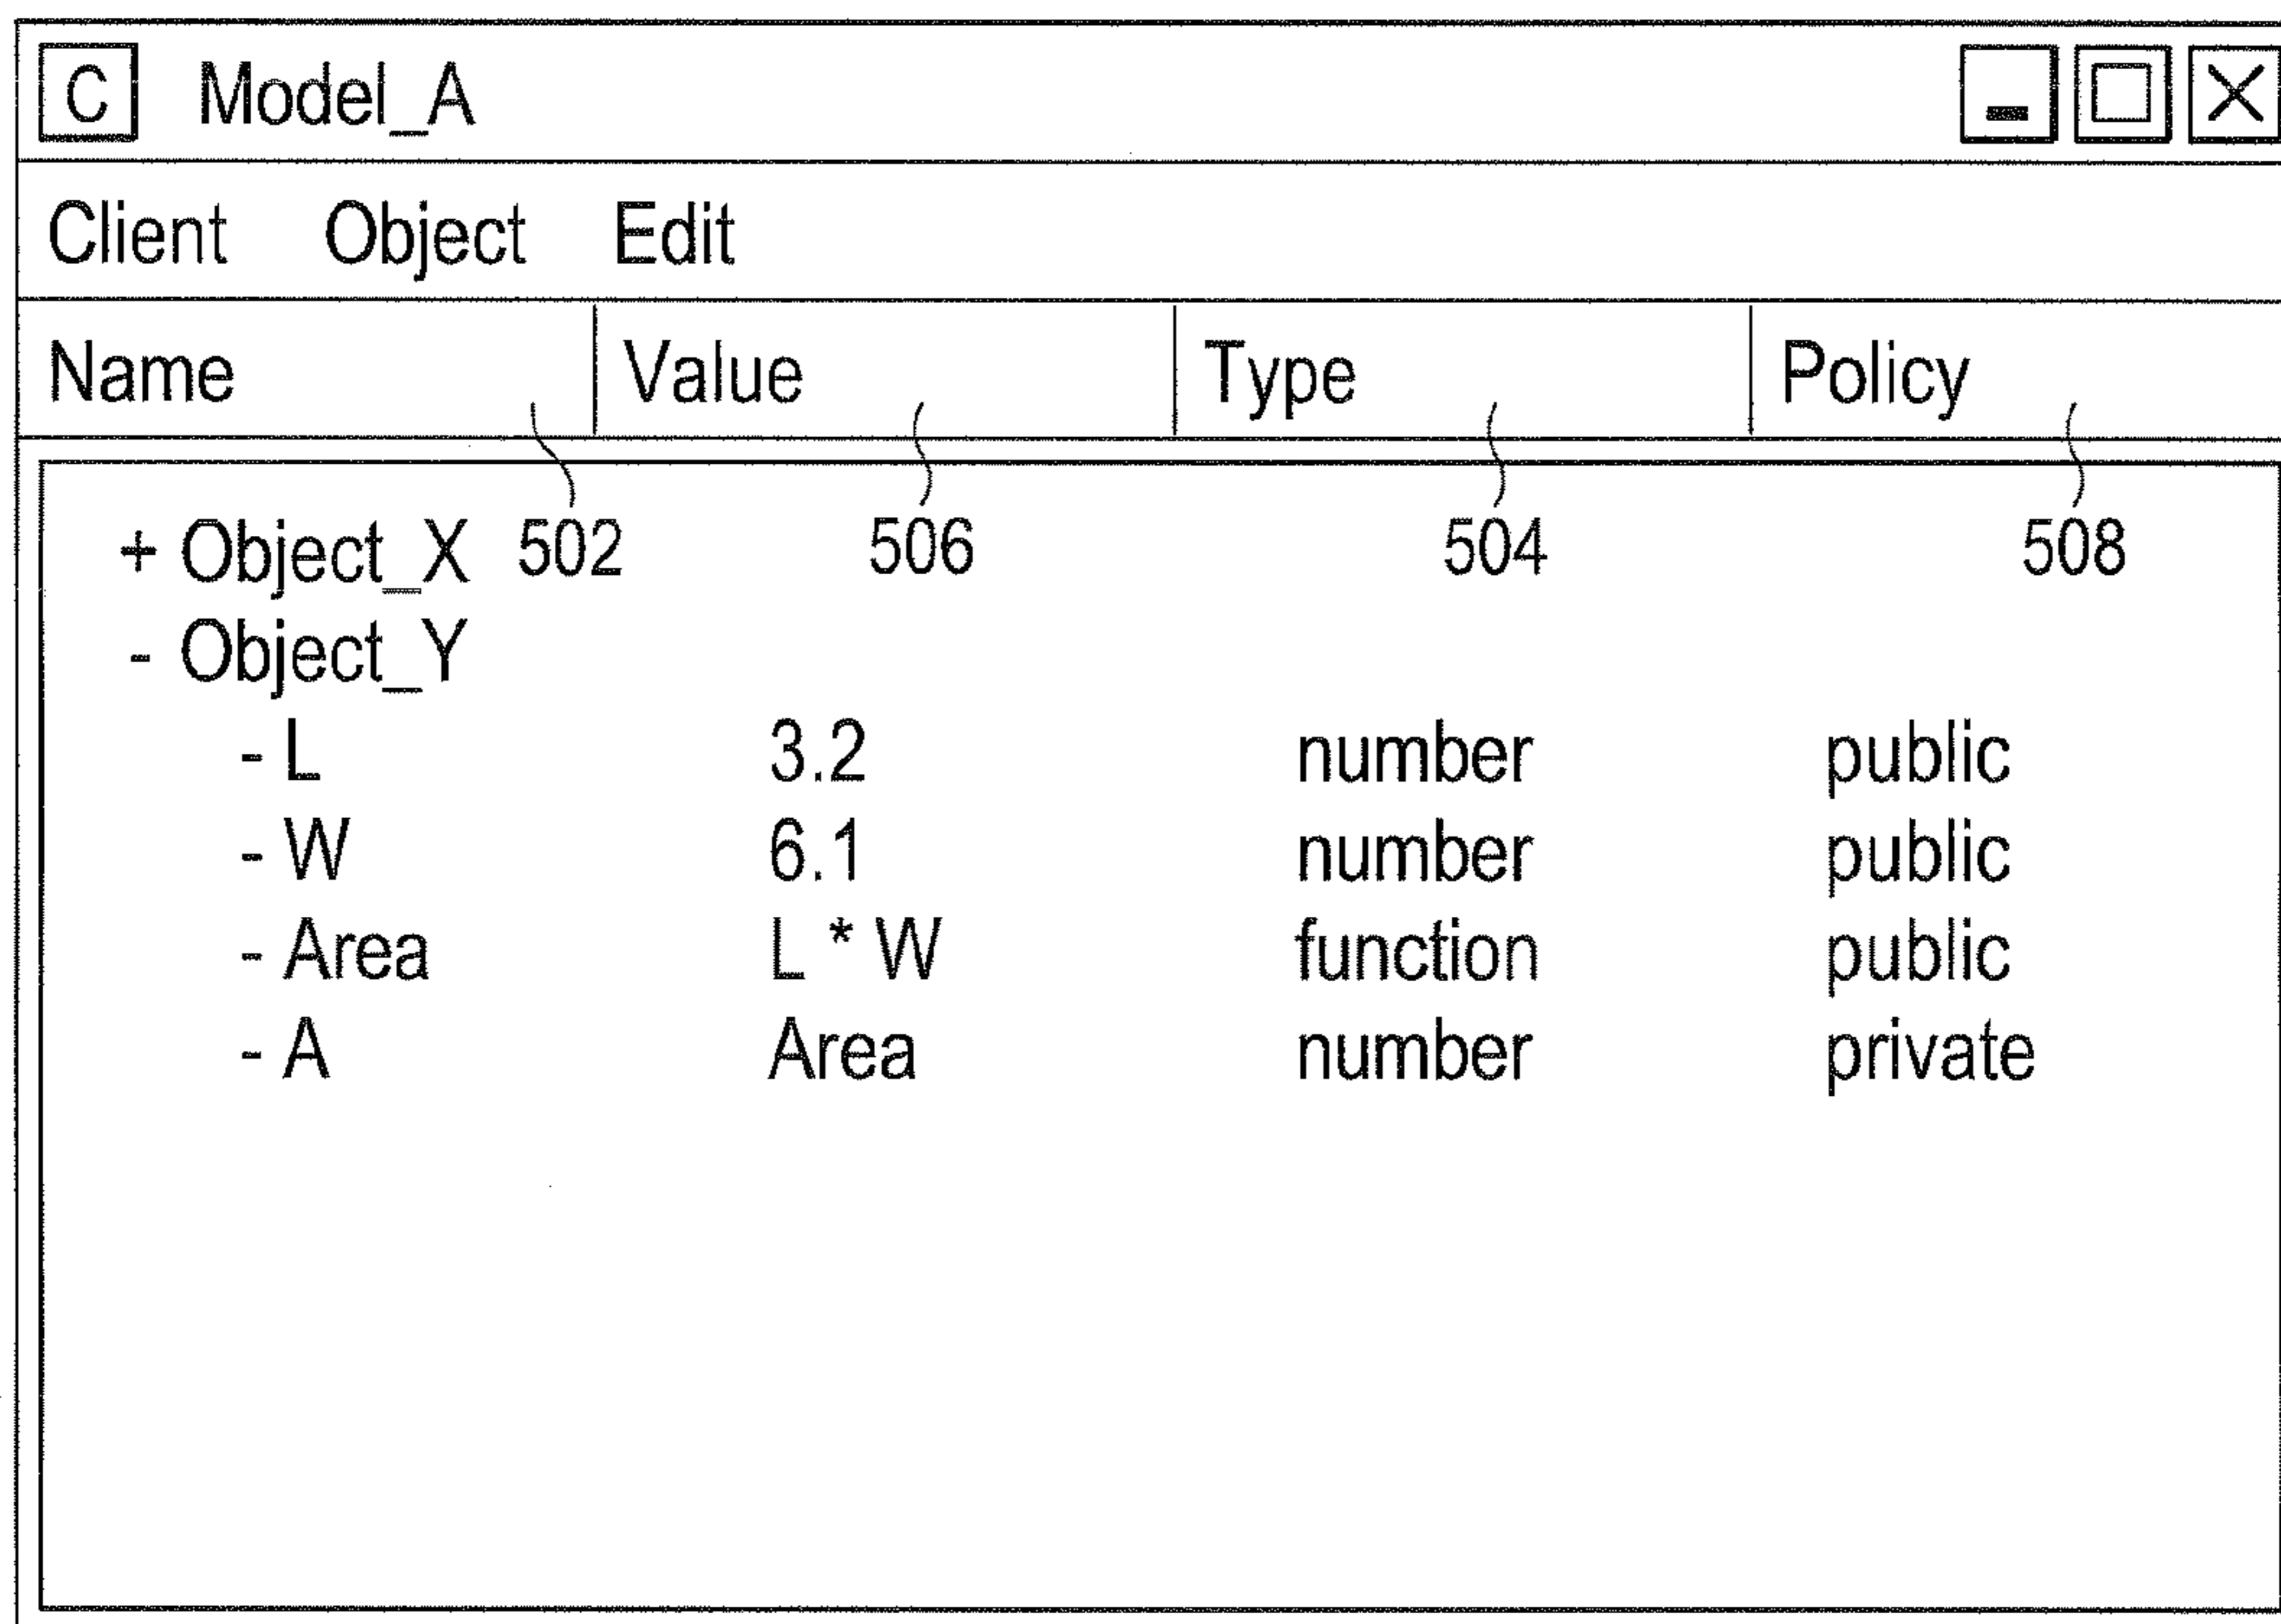 C Model_A
Client Object Edit
Name Value Type Policy
+ Object_X 502 506 504 508
- Object_Y
- L 3.2 number public
- W 6.1 number public
- Area L * W function public
- A Area number private